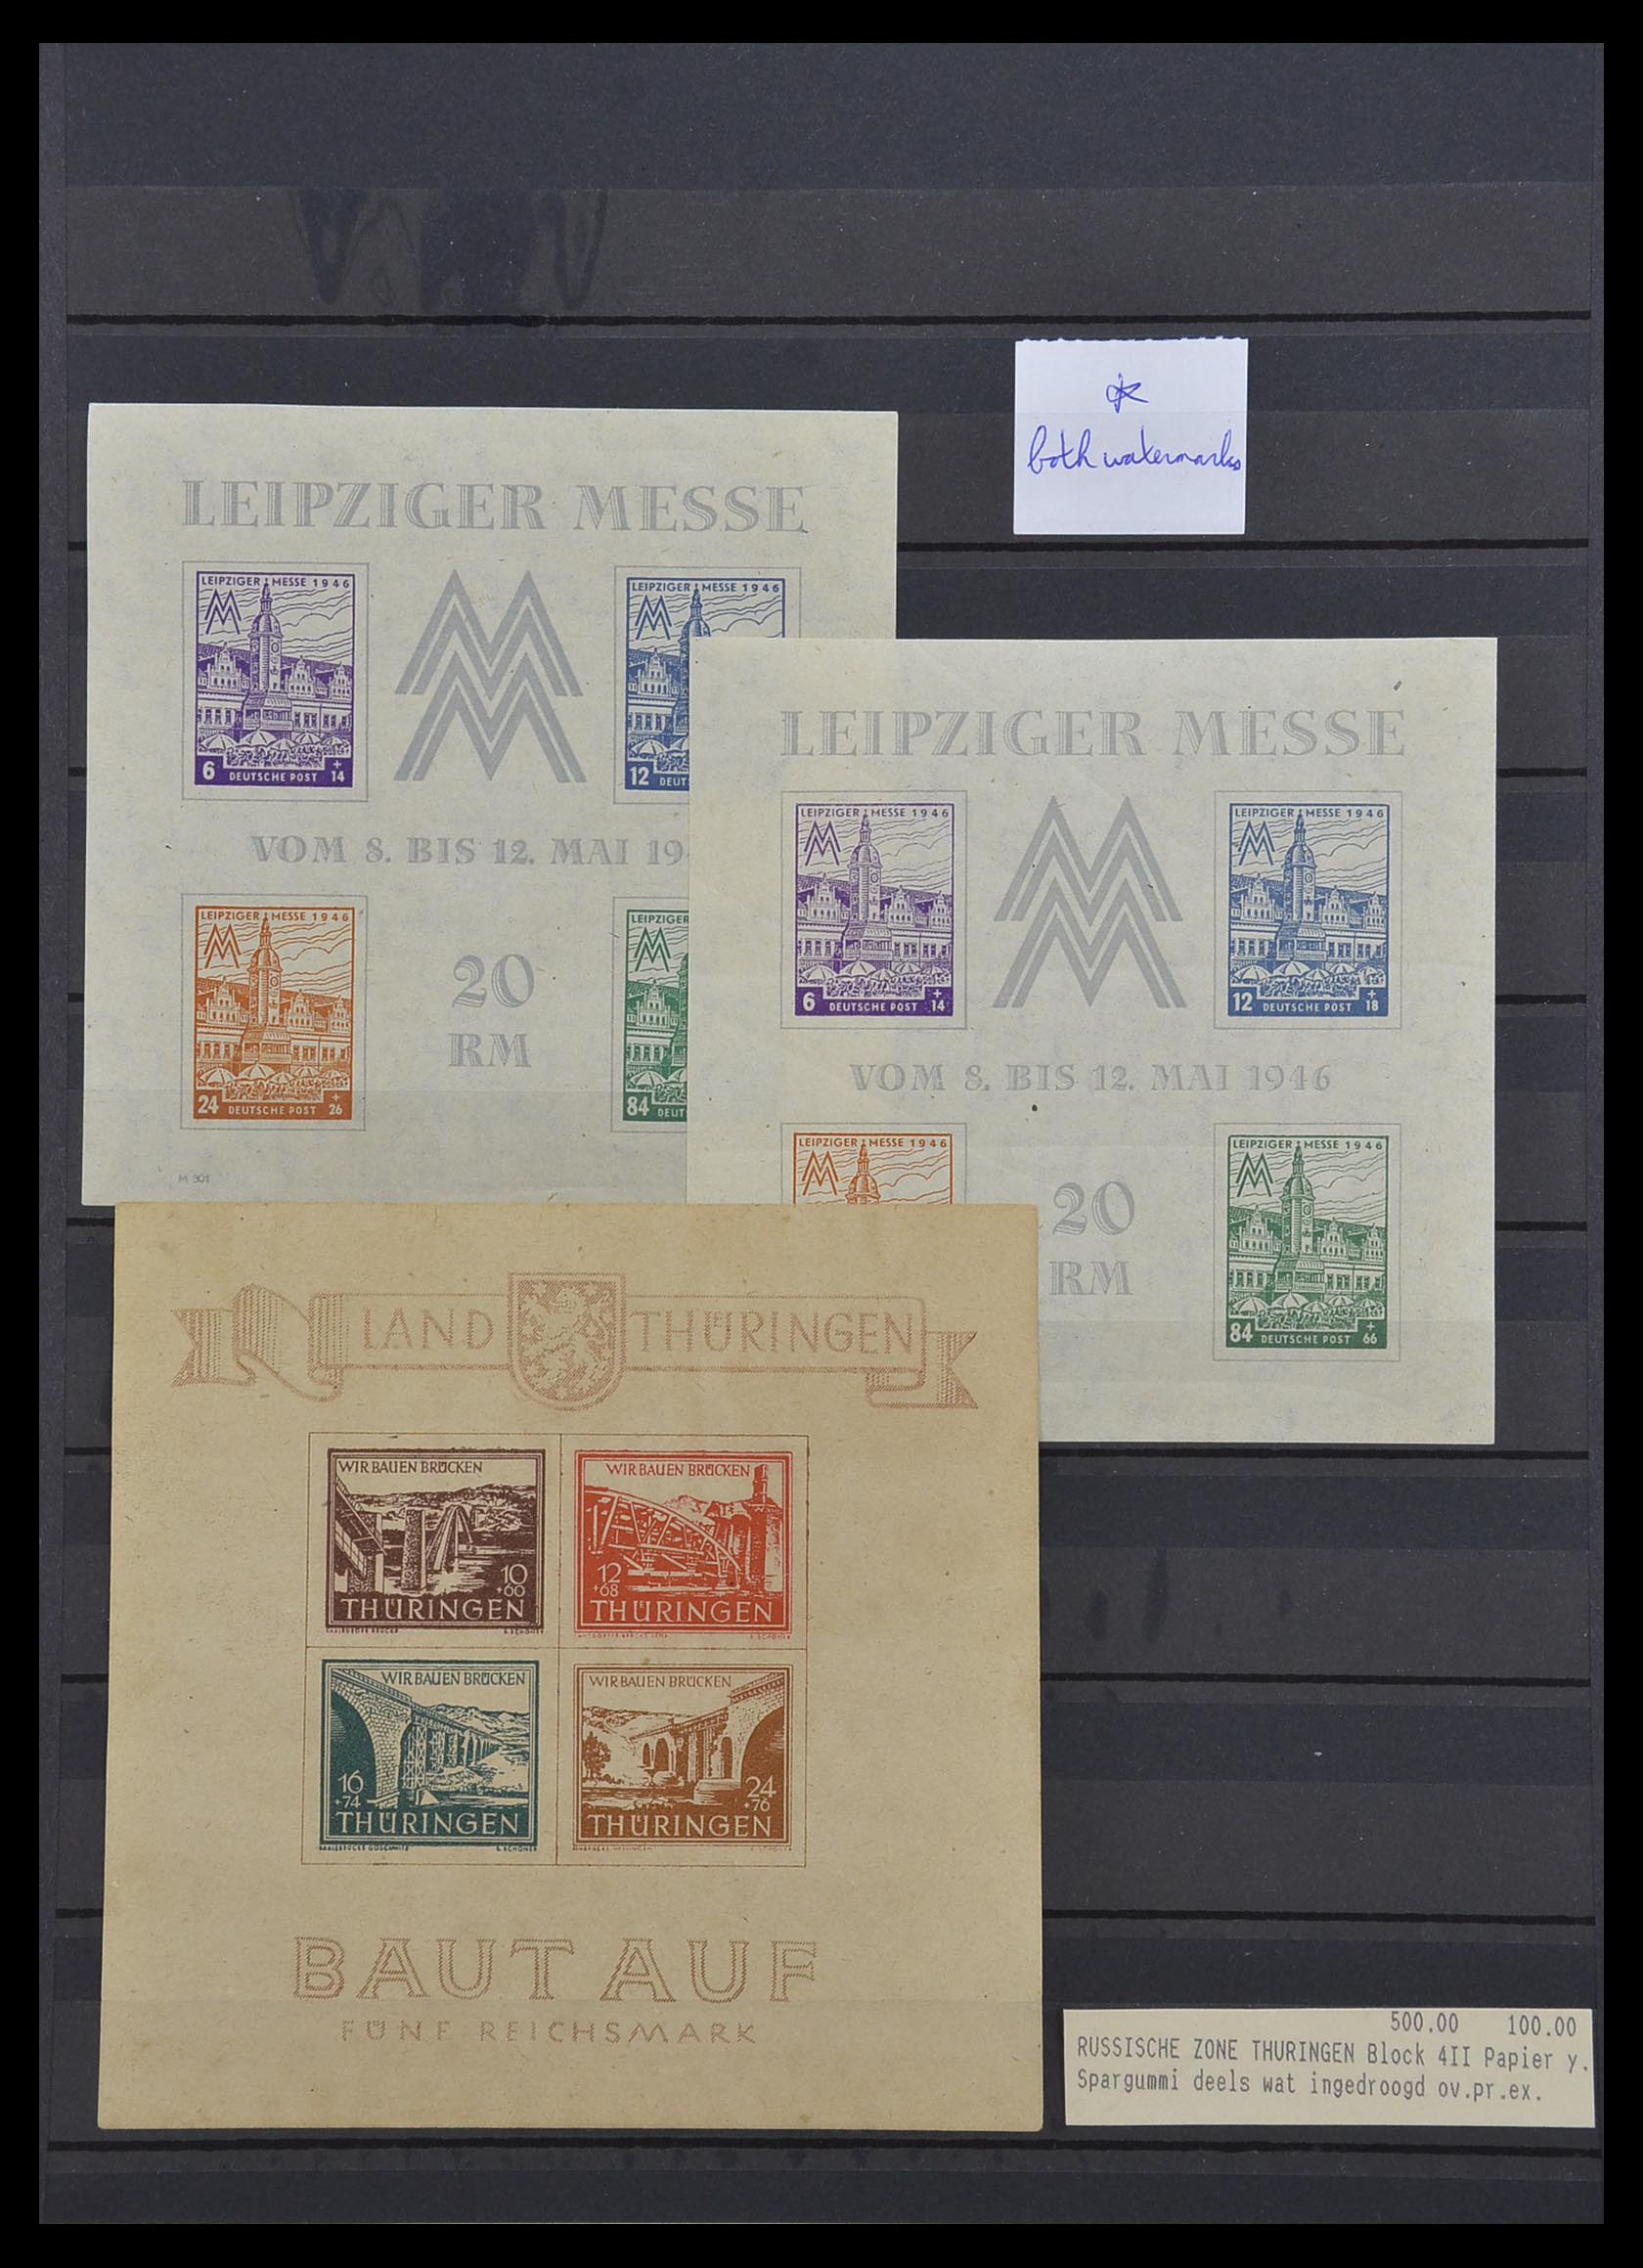 *
both watermarks
LEIPZIGER MESSE
LEIPZIGER MESSE 1946
6 DEUTSCHE POST + 14
LEIPZIGER MESSE 1946
12 DEUT
VOM 8. BIS 12. MAI 19
LEIPZIGER MESSE 1946
24 DEUTSCHE POST + 26
20
RM
LEIPZIGER
84 DEUT
M 301
LEIPZIGER MESSE
LEIPZIGER MESSE 1946
6 DEUTSCHE POST + 14
LEIPZIGER MESSE 1946
12 DEUTSCHE POST + 18
VOM 8. BIS 12. MAI 1946
LEIPZIGER MESSE 1946
20
RM
LEIPZIGER MESSE 1946
84 DEUTSCHE POST + 66
LAND THÜRINGEN
WIR BAUEN BRÜCKEN
10
+60
THÜRINGEN
WIR BAUEN BRÜCKEN
12
+68
THÜRINGEN
WIR BAUEN BRÜCKEN
16
+74
THÜRINGEN
WIR BAUEN BRÜCKEN
24
+76
THÜRINGEN
BAUT AUF
FÜNF REICHSMARK
500.00 100.00
RUSSISCHE ZONE THURINGEN Block 4II Papier y.
Spargummi deels wat ingedroogd ov.pr.ex.